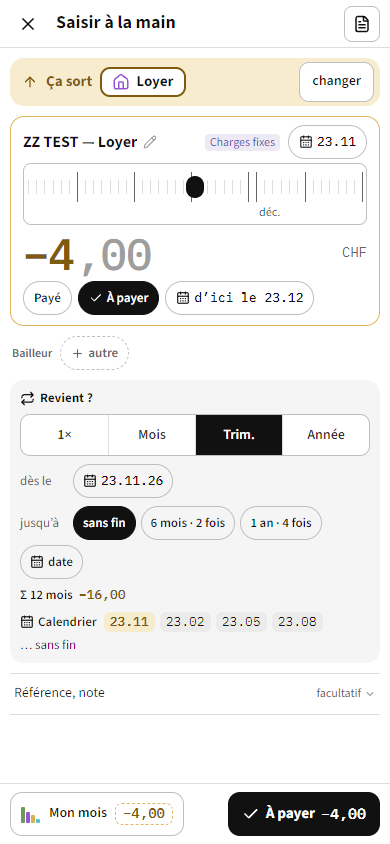 Saisir à la main
Ça sort Loyer changer
ZZ TEST — Loyer Charges fixes 23.11
déc.
−4,00 CHF
Payé À payer d’ici le 23.12
Bailleur + autre
Revient ?
1× Mois Trim. Année
dès le 23.11.26
jusqu’à sans fin 6 mois · 2 fois 1 an · 4 fois
date
Σ 12 mois −16,00
Calendrier 23.11 23.02 23.05 23.08
… sans fin
Référence, note facultatif
Mon mois −4,00 À payer −4,00